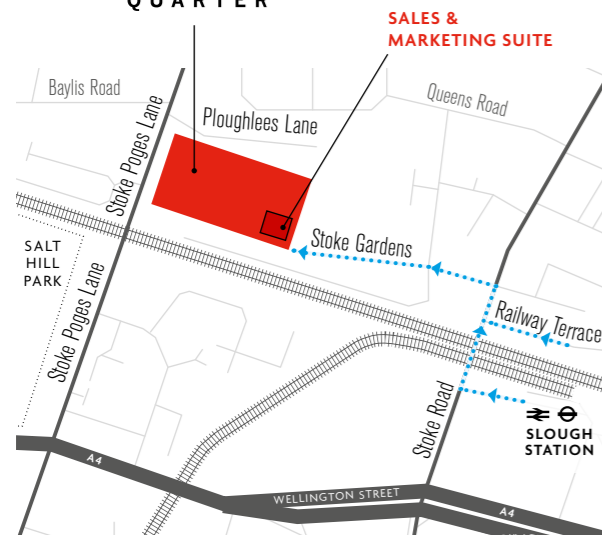 QUARTER
SALES &
MARKETING SUITE
Baylis Road
Queens Road
Ploughlees Lane
Stoke Poges Lane
Stoke Gardens
SALT
HILL
PARK
Stoke Poges Lane
Railway Terrace
Stoke Road
SLOUGH
STATION
A4
WELLINGTON STREET
A4